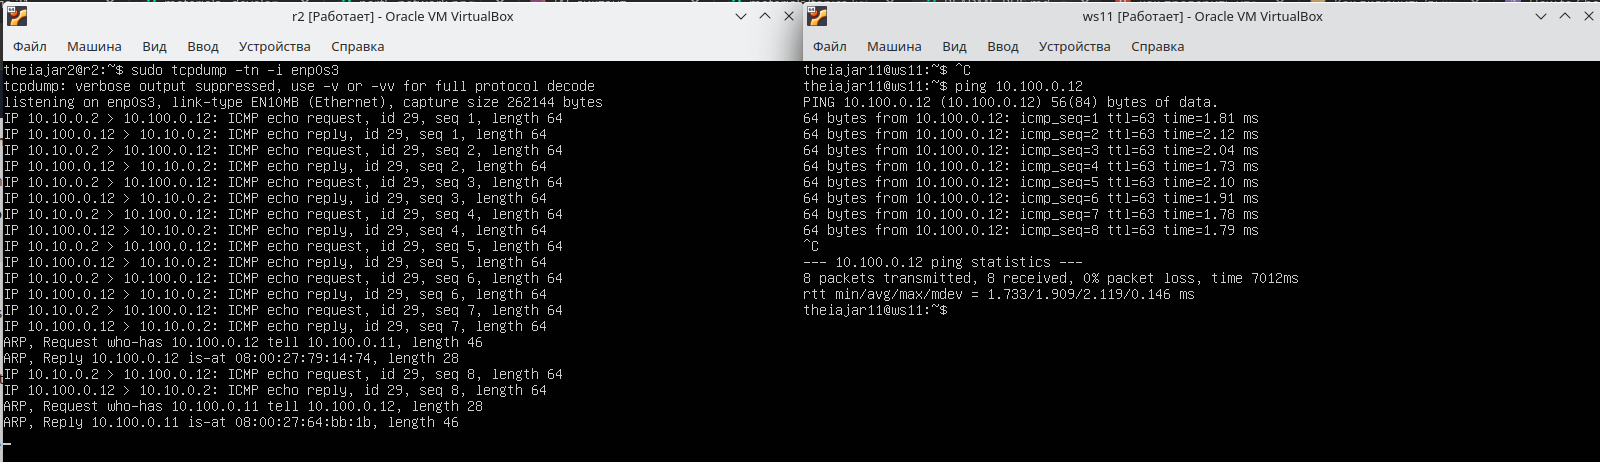 r2 [Работает] - Oracle VM VirtualBox
Файл Машина Вид Ввод Устройства Справка
theiajar2@r2:~$ sudo tcpdump -tn -i enp0s3
tcpdump: verbose output suppressed, use -v or -vv for full protocol decode
listening on enp0s3, link-type EN10MB (Ethernet), capture size 262144 bytes
IP 10.10.0.2 > 10.100.0.12: ICMP echo request, id 29, seq 1, length 64
IP 10.100.0.12 > 10.10.0.2: ICMP echo reply, id 29, seq 1, length 64
IP 10.10.0.2 > 10.100.0.12: ICMP echo request, id 29, seq 2, length 64
IP 10.100.0.12 > 10.10.0.2: ICMP echo reply, id 29, seq 2, length 64
IP 10.10.0.2 > 10.100.0.12: ICMP echo request, id 29, seq 3, length 64
IP 10.100.0.12 > 10.10.0.2: ICMP echo reply, id 29, seq 3, length 64
IP 10.10.0.2 > 10.100.0.12: ICMP echo request, id 29, seq 4, length 64
IP 10.100.0.12 > 10.10.0.2: ICMP echo reply, id 29, seq 4, length 64
IP 10.10.0.2 > 10.100.0.12: ICMP echo request, id 29, seq 5, length 64
IP 10.100.0.12 > 10.10.0.2: ICMP echo reply, id 29, seq 5, length 64
IP 10.10.0.2 > 10.100.0.12: ICMP echo request, id 29, seq 6, length 64
IP 10.100.0.12 > 10.10.0.2: ICMP echo reply, id 29, seq 6, length 64
IP 10.10.0.2 > 10.100.0.12: ICMP echo request, id 29, seq 7, length 64
IP 10.100.0.12 > 10.10.0.2: ICMP echo reply, id 29, seq 7, length 64
ARP, Request who-has 10.100.0.12 tell 10.100.0.11, length 46
ARP, Reply 10.100.0.12 is-at 08:00:27:79:14:74, length 28
IP 10.10.0.2 > 10.100.0.12: ICMP echo request, id 29, seq 8, length 64
IP 10.100.0.12 > 10.10.0.2: ICMP echo reply, id 29, seq 8, length 64
ARP, Request who-has 10.100.0.11 tell 10.100.0.12, length 28
ARP, Reply 10.100.0.11 is-at 08:00:27:64:bb:1b, length 46
ws11 [Работает] - Oracle VM VirtualBox
Файл Машина Вид Ввод Устройства Справка
theiajar11@ws11:~$ ^C
theiajar11@ws11:~$ ping 10.100.0.12
PING 10.100.0.12 (10.100.0.12) 56(84) bytes of data.
64 bytes from 10.100.0.12: icmp_seq=1 ttl=63 time=1.81 ms
64 bytes from 10.100.0.12: icmp_seq=2 ttl=63 time=2.12 ms
64 bytes from 10.100.0.12: icmp_seq=3 ttl=63 time=2.04 ms
64 bytes from 10.100.0.12: icmp_seq=4 ttl=63 time=1.73 ms
64 bytes from 10.100.0.12: icmp_seq=5 ttl=63 time=2.10 ms
64 bytes from 10.100.0.12: icmp_seq=6 ttl=63 time=1.91 ms
64 bytes from 10.100.0.12: icmp_seq=7 ttl=63 time=1.78 ms
64 bytes from 10.100.0.12: icmp_seq=8 ttl=63 time=1.79 ms
^C
--- 10.100.0.12 ping statistics ---
8 packets transmitted, 8 received, 0% packet loss, time 7012ms
rtt min/avg/max/mdev = 1.733/1.909/2.119/0.146 ms
theiajar11@ws11:~$